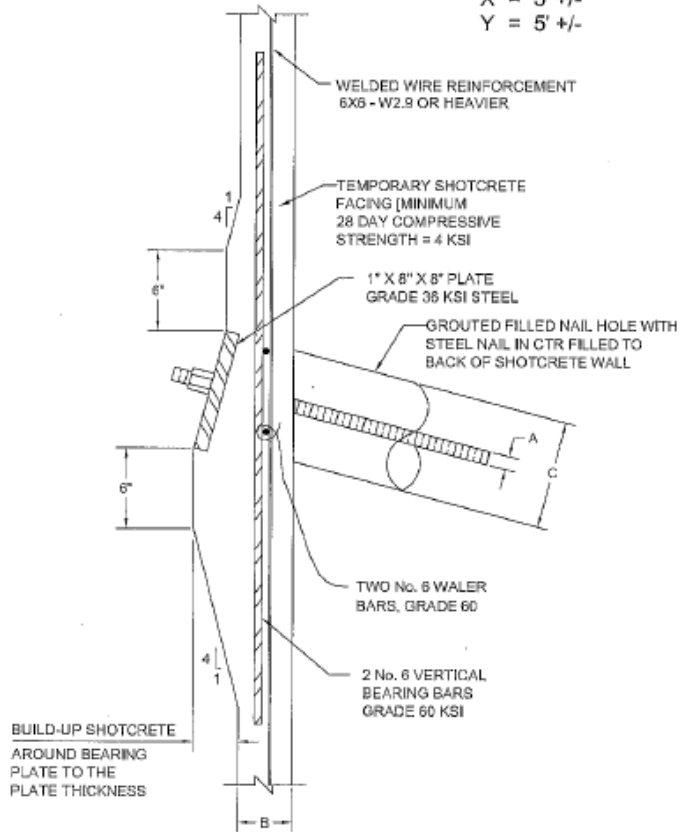 X = 5' +/-
Y = 5' +/-
WELDED WIRE REINFORCEMENT
6X6 - W2.9 OR HEAVIER
TEMPORARY SHOTCRETE
FACING [MINIMUM
28 DAY COMPRESSIVE
STRENGTH = 4 KSI
1
4
6"
1" X 8" X 8" PLATE
GRADE 36 KSI STEEL
GROUTED FILLED NAIL HOLE WITH
STEEL NAIL IN CTR FILLED TO
BACK OF SHOTCRETE WALL
A
C
6"
TWO No. 6 WALER
BARS, GRADE 60
4
1
2 No. 6 VERTICAL
BEARING BARS
GRADE 60 KSI
BUILD-UP SHOTCRETE
AROUND BEARING
PLATE TO THE
PLATE THICKNESS
B